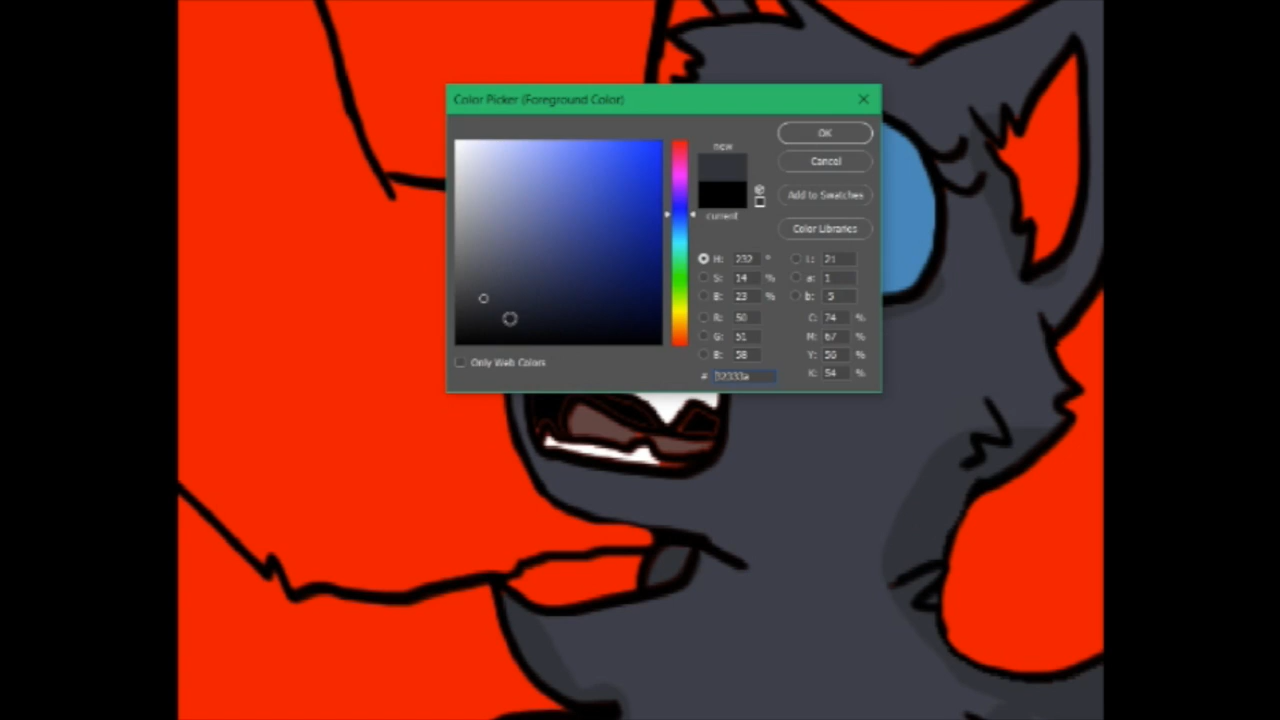 Color Picker (Foreground Color)
new
current
OK
Cancel
Add to Swatches
Color Libraries
H: 232 °
S: 14 %
B: 23 %
R: 50
G: 51
B: 58
# 32333a
L: 21
a: 1
b: 5
C: 74 %
M: 67 %
Y: 56 %
K: 54 %
Only Web Colors